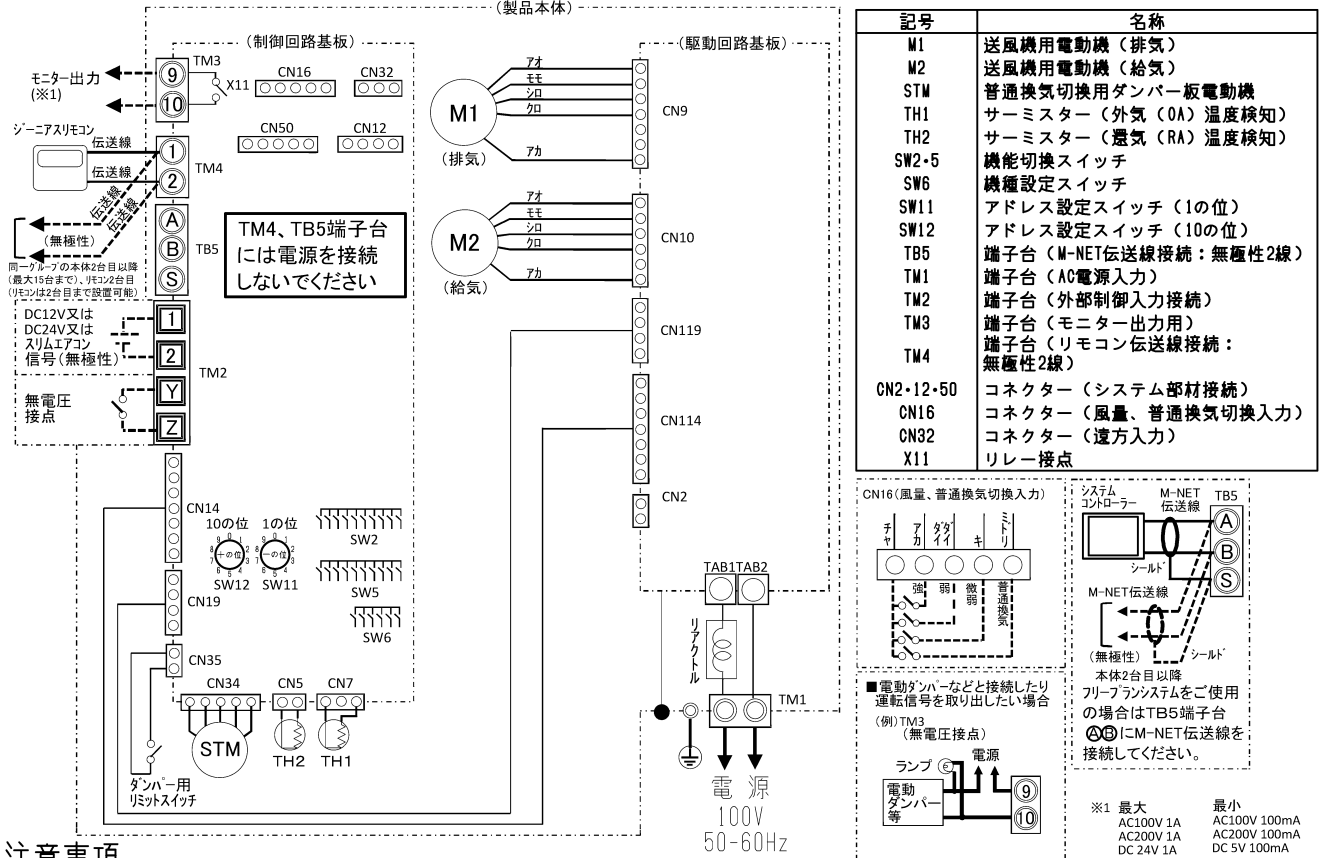 (製品本体)
(制御回路基板)
(駆動回路基板)
モニター出力
(※1)
9
10
TM3
X11
CN16
CN32
CN50
CN12
ジーニアスリモコン
伝送線
伝送線
1
2
TM4
伝送線
伝送線
(無極性)
同一グループの本体2台目以降
(最大15台まで)、リモコン2台目
(リモコンは2台目まで設置可能)
A
B
S
TB5
TM4、TB5端子台
には電源を接続
しないでください
DC12V又は
DC24V又は
スリムエアコン
信号(無極性)
1
2
TM2
無電圧
接点
Y
Z
CN14
10の位
1の位
十の位
一の位
SW12
SW11
SW2
SW5
SW6
CN19
CN35
CN34
CN5
CN7
STM
TH2
TH1
ダンパー用
リミットスイッチ
M1
(排気)
アオ
モモ
シロ
クロ
アカ
CN9
M2
(給気)
アオ
モモ
シロ
クロ
アカ
CN10
CN119
CN114
CN2
TAB1TAB2
リアクトル
TM1
電源
100V
50-60Hz
注意事項
記号 名称
M1 送風機用電動機(排気)
M2 送風機用電動機(給気)
STM 普通換気切換用ダンパー板電動機
TH1 サーミスター(外気(OA)温度検知)
TH2 サーミスター(還気(RA)温度検知)
SW2・5 機能切換スイッチ
SW6 機種設定スイッチ
SW11 アドレス設定スイッチ(1の位)
SW12 アドレス設定スイッチ(10の位)
TB5 端子台(M-NET伝送線接続:無極性2線)
TM1 端子台(AC電源入力)
TM2 端子台(外部制御入力接続)
TM3 端子台(モニター出力用)
TM4 端子台(リモコン伝送線接続:
無極性2線)
CN2・12・50 コネクター(システム部材接続)
CN16 コネクター(風量、普通換気切換入力)
CN32 コネクター(遠方入力)
X11 リレー接点
CN16(風量、普通換気切換入力)
チャ
アカ
ダイダイ
キ
ミドリ
強
弱
微弱
普通換気
■電動ダンパーなどと接続したり
運転信号を取り出したい場合
(例)TM3
(無電圧接点)
ランプ
電源
電動
ダンパー
等
9
10
システム
コントローラー
M-NET
伝送線
TB5
A
B
S
シールド
M-NET伝送線
(無極性)
シールド
本体2台目以降
フリープランシステムをご使用
の場合はTB5端子台
ⒶⒷにM-NET伝送線を
接続してください。
※1 最大 最小
AC100V 1A AC100V 100mA
AC200V 1A AC200V 100mA
DC 24V 1A DC 5V 100mA